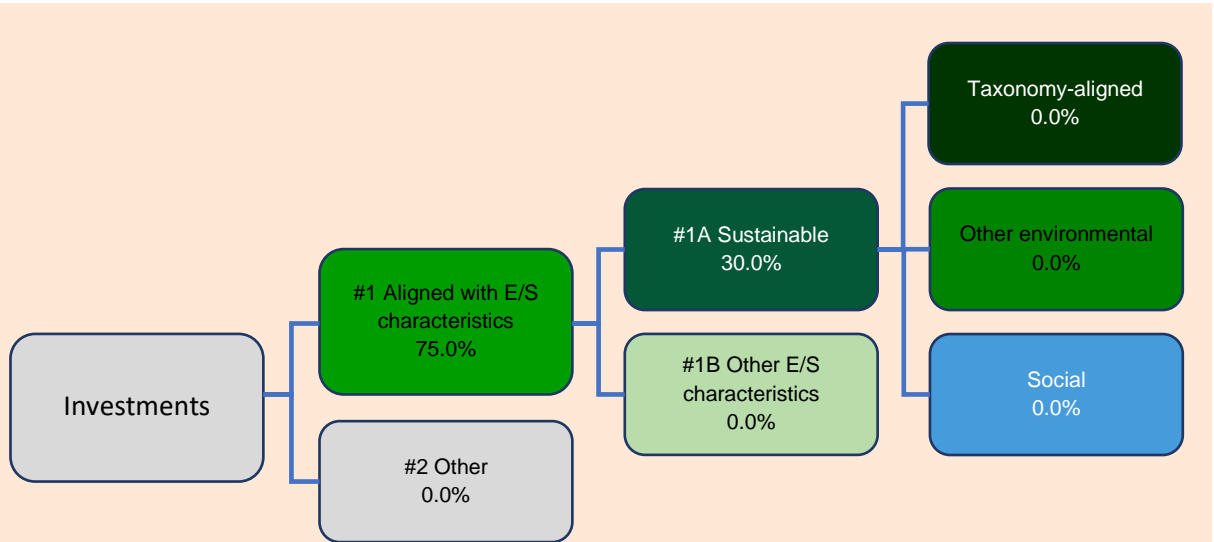 Investments
#1 Aligned with E/S
characteristics
75.0%
#2 Other
0.0%
#1A Sustainable
30.0%
#1B Other E/S
characteristics
0.0%
Taxonomy-aligned
0.0%
Other environmental
0.0%
Social
0.0%